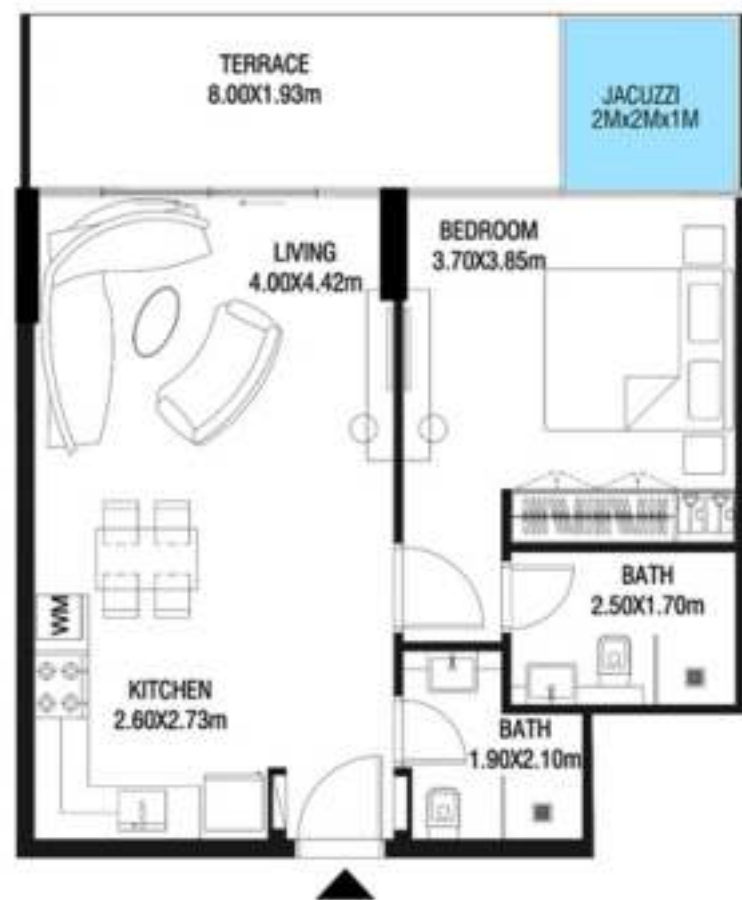 TERRACE
8.00X1.93m
JACUZZI
2Mx2Mx1M
LIVING
4.00X4.42m
BEDROOM
3.70X3.85m
BATH
2.50X1.70m
WM
KITCHEN
2.60X2.73m
BATH
1.90X2.10m